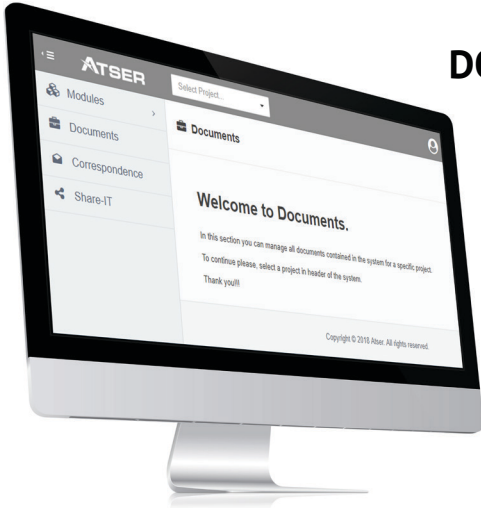 DO
ATSER
Select Project...
Modules
Documents
Correspondence
Share-IT
Documents
Welcome to Documents.
In this section you can manage all documents contained in the system for a specific project.
To continue please, select a project in header of the system.
Thank you!!!
Copyright © 2018 Atser. All rights reserved.